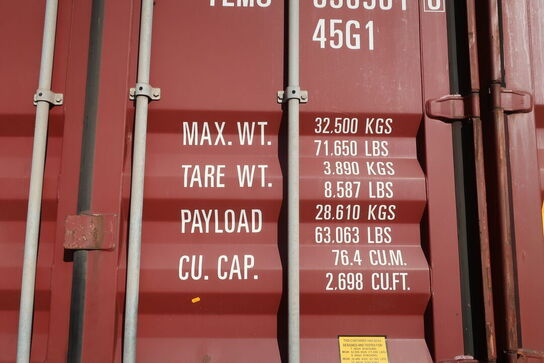 45G1
MAX. WT. 32.500 KGS
71.650 LBS
TARE WT. 3.890 KGS
8.587 LBS
PAYLOAD 28.610 KGS
63.063 LBS
CU. CAP. 76.4 CU.M.
2.698 CU.FT.